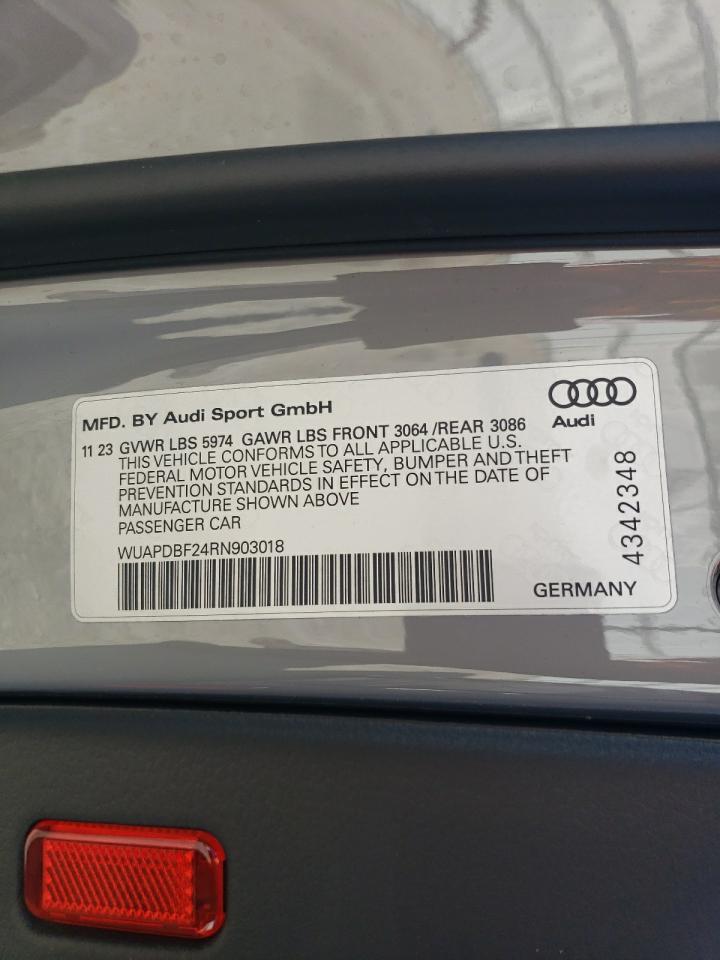 MFD. BY Audi Sport GmbH
Audi
11 23 GVWR LBS 5974 GAWR LBS FRONT 3064 /REAR 3086
THIS VEHICLE CONFORMS TO ALL APPLICABLE U.S.
FEDERAL MOTOR VEHICLE SAFETY, BUMPER AND THEFT
PREVENTION STANDARDS IN EFFECT ON THE DATE OF
MANUFACTURE SHOWN ABOVE
PASSENGER CAR
WUAPDBF24RN903018
GERMANY
4342348